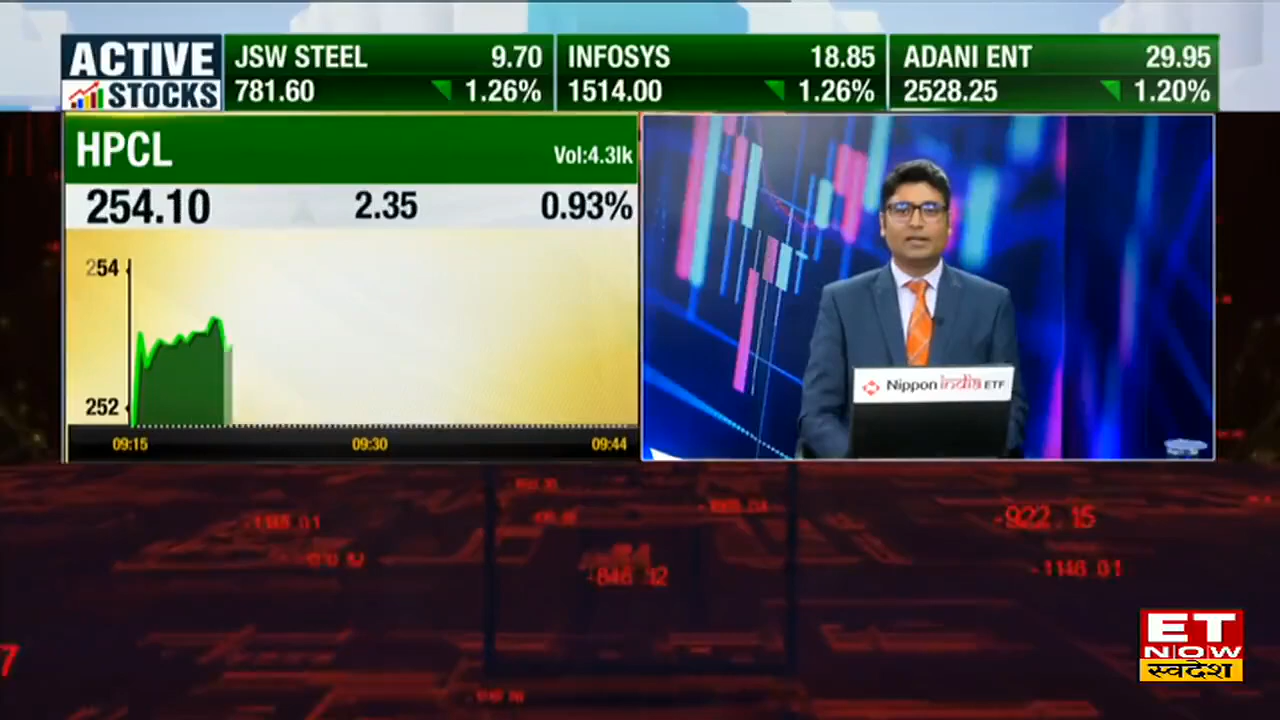 ACTIVE STOCKS
JSW STEEL 9.70
781.60 1.26%
INFOSYS 18.85
1514.00 1.26%
ADANI ENT 29.95
2528.25 1.20%
HPCL Vol:4.3lk
254.10 2.35 0.93%
254
252
09:15 09:30 09:44
Nippon india ETF
-922.15
-1146 01
7
ET
NOW
स्वदेश